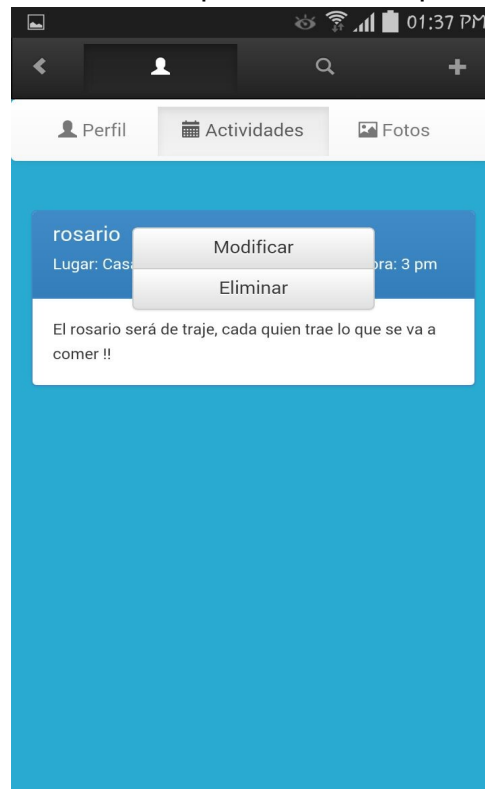 01:37 PM
Perfil Actividades Fotos
rosario
Modificar
Lugar: Casa ora: 3 pm
Eliminar
El rosario será de traje, cada quien trae lo que se va a
comer !!